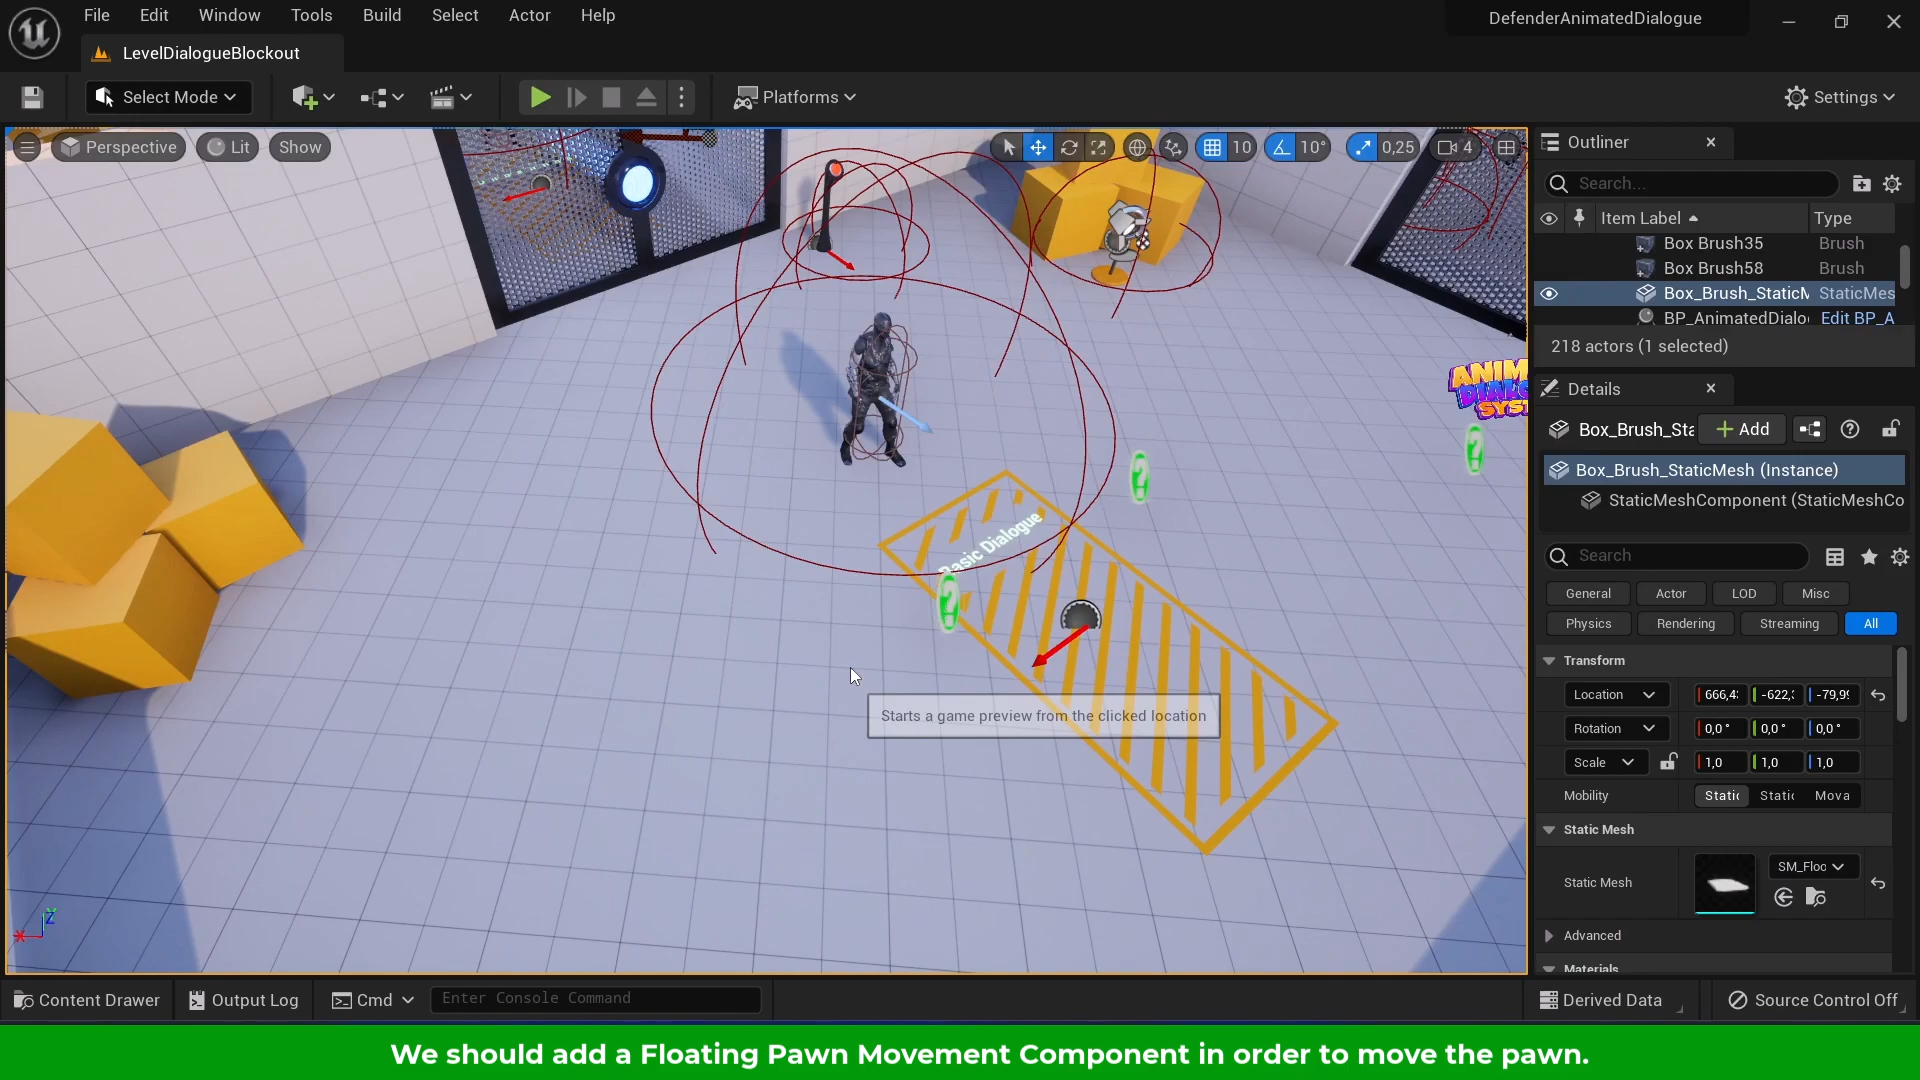 File Edit Window Tools Build Select Actor Help
DefenderAnimatedDialogue
LevelDialogueBlockout
Select Mode
Platforms
Settings
Perspective
Lit
Show
10
10°
0,25
4
Outliner
Search...
Item Label
Type
Box Brush35 Brush
Box Brush58 Brush
Box_Brush_StaticM StaticMes
BP_AnimatedDialo Edit BP_A
218 actors (1 selected)
Details
Box_Brush_Sta
Add
Box_Brush_StaticMesh (Instance)
StaticMeshComponent (StaticMeshCo
Search
General Actor LOD Misc
Physics Rendering Streaming All
Transform
Location 666,4 -622, -79,9
Rotation 0,0° 0,0° 0,0°
Scale 1,0 1,0 1,0
Mobility Static Static Mova
Static Mesh
Static Mesh
SM_Floo
Advanced
Materials
Basic Dialogue
Starts a game preview from the clicked location
Z
X
Content Drawer
Output Log
Cmd
Enter Console Command
Derived Data
Source Control Off
We should add a Floating Pawn Movement Component in order to move the pawn.